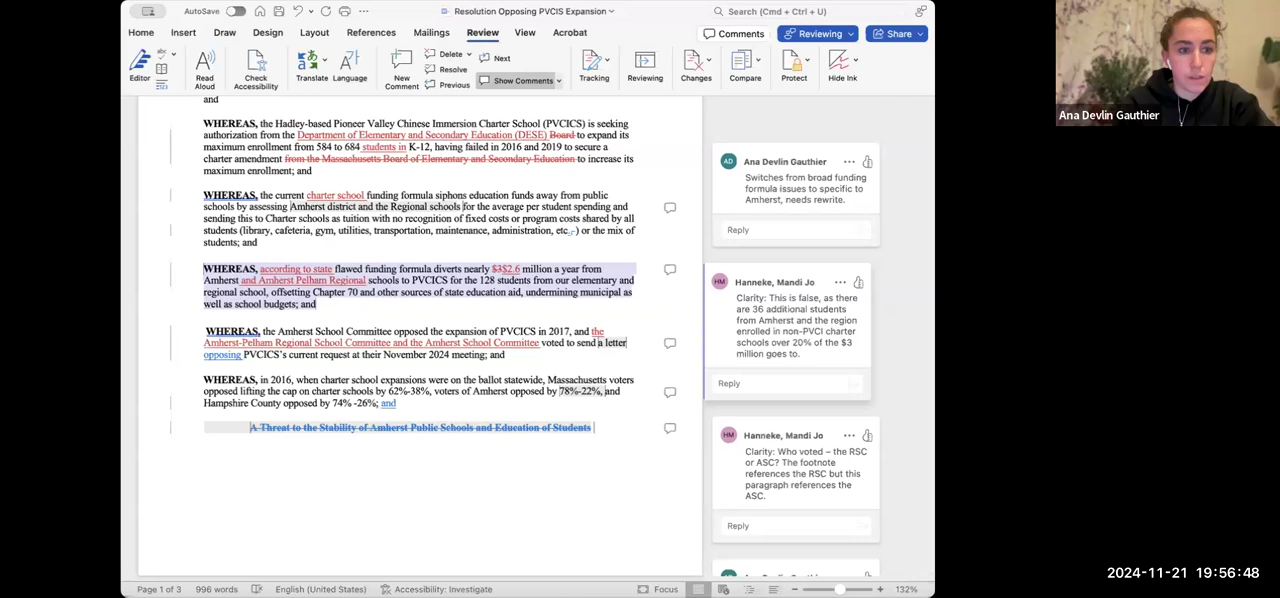 AutoSave
Resolution Opposing PVCIS Expansion
Search (Cmd + Ctrl + U)
Home Insert Draw Design Layout References Mailings Review View Acrobat
Comments Reviewing Share
Editor Read Aloud Check Accessibility Translate Language New Comment Delete Resolve Previous Next Show Comments Tracking Reviewing Changes Compare Protect Hide Ink
and
WHEREAS, the Hadley-based Pioneer Valley Chinese Immersion Charter School (PVCICS) is seeking
authorization from the Department of Elementary and Secondary Education (DESE) Board to expand its
maximum enrollment from 584 to 684 students in K-12, having failed in 2016 and 2019 to secure a
charter amendment from the Massachusetts Board of Elementary and Secondary Education to increase its
maximum enrollment; and
WHEREAS, the current charter school funding formula siphons education funds away from public
schools by assessing Amherst district and the Regional schools for the average per student spending and
sending this to Charter schools as tuition with no recognition of fixed costs or program costs shared by all
students (library, cafeteria, gym, utilities, transportation, maintenance, administration, etc.) or the mix of
students; and
WHEREAS, according to state flawed funding formula diverts nearly $3$2.6 million a year from
Amherst and Amherst Pelham Regional schools to PVCICS for the 128 students from our elementary and
regional school, offsetting Chapter 70 and other sources of state education aid, undermining municipal as
well as school budgets; and
WHEREAS, the Amherst School Committee opposed the expansion of PVCICS in 2017, and the
Amherst-Pelham Regional School Committee and the Amherst School Committee voted to send a letter
opposing PVCICS's current request at their November 2024 meeting; and
WHEREAS, in 2016, when charter school expansions were on the ballot statewide, Massachusetts voters
opposed lifting the cap on charter schools by 62%-38%, voters of Amherst opposed by 78%-22%, and
Hampshire County opposed by 74% -26%; and
A Threat to the Stability of Amherst Public Schools and Education of Students
AD Ana Devlin Gauthier
Switches from broad funding
formula issues to specific to
Amherst, needs rewrite.
Reply
HM Hanneke, Mandi Jo
Clarity: This is false, as there
are 36 additional students
from Amherst and the region
enrolled in non-PVCI charter
schools over 20% of the $3
million goes to.
Reply
HM Hanneke, Mandi Jo
Clarity: Who voted – the RSC
or ASC? The footnote
references the RSC but this
paragraph references the
ASC.
Reply
Page 1 of 3 996 words English (United States) Accessibility: Investigate Focus 132%
Ana Devlin Gauthier
2024-11-21 19:56:48